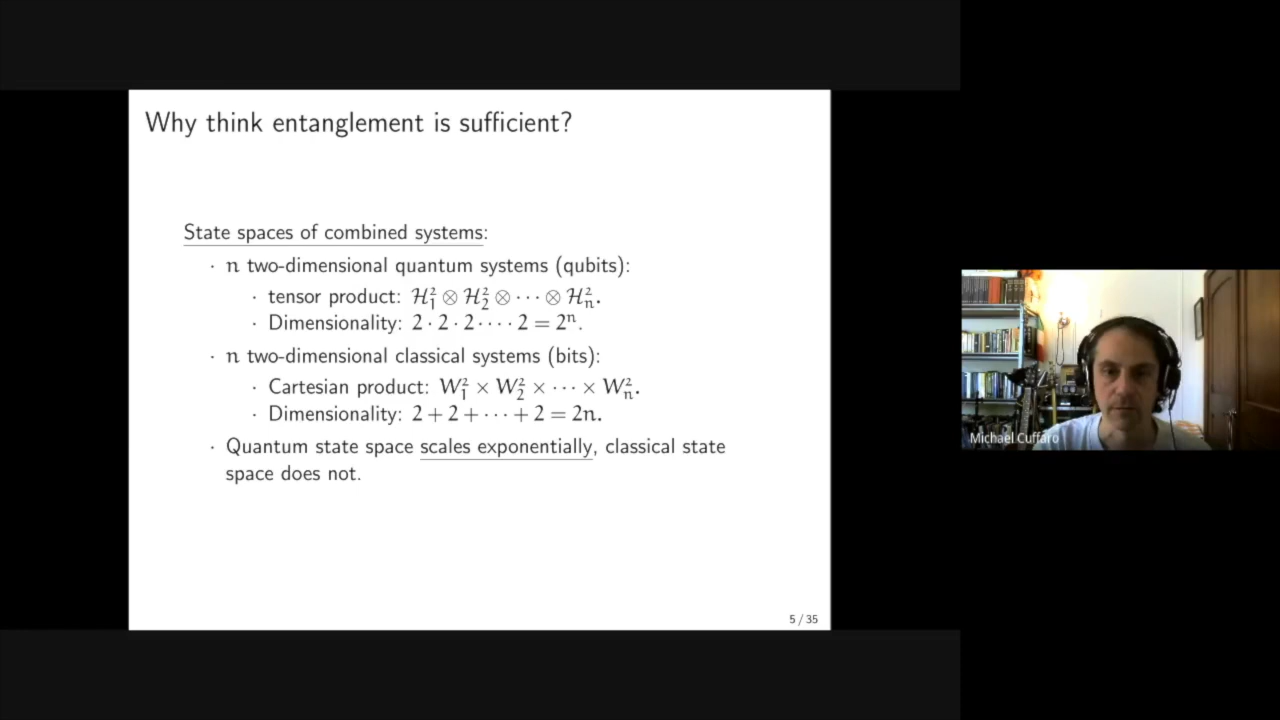 Why think entanglement is sufficient?
State spaces of combined systems:
· n two-dimensional quantum systems (qubits):
· tensor product: ℋ₁² ⊗ ℋ₂² ⊗ ··· ⊗ ℋₙ².
· Dimensionality: 2 · 2 · 2 ···· 2 = 2ⁿ.
· n two-dimensional classical systems (bits):
· Cartesian product: W₁² × W₂² × ··· × Wₙ².
· Dimensionality: 2 + 2 + ··· + 2 = 2n.
· Quantum state space scales exponentially, classical state
space does not.
5 / 35
Michael Cuffaro